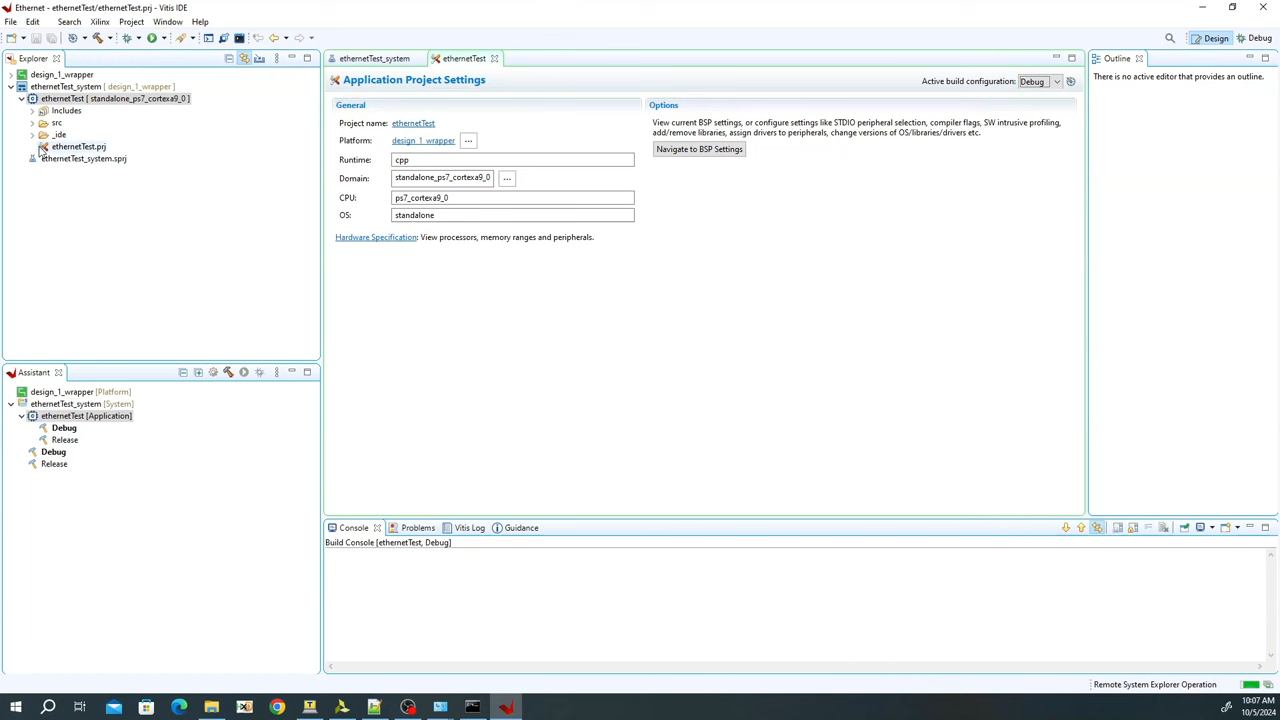 Ethernet - ethernetTest/ethernetTest.prj - Vitis IDE
File Edit Search Xilinx Project Window Help
Design Debug
Explorer
design_1_wrapper
ethernetTest_system [ design_1_wrapper ]
ethernetTest [ standalone_ps7_cortexa9_0 ]
Includes
src
_ide
ethernetTest.prj
ethernetTest_system.sprj
ethernetTest_system ethernetTest
Application Project Settings
Active build configuration: Debug
General
Project name: ethernetTest
Platform: design_1_wrapper ...
Runtime: cpp
Domain: standalone_ps7_cortexa9_0 ...
CPU: ps7_cortexa9_0
OS: standalone
Hardware Specification: View processors, memory ranges and peripherals.
Options
View current BSP settings, or configure settings like STDIO peripheral selection, compiler flags, SW intrusive profiling,
add/remove libraries, assign drivers to peripherals, change versions of OS/libraries/drivers etc.
Navigate to BSP Settings
Outline
There is no active editor that provides an outline.
Assistant
design_1_wrapper [Platform]
ethernetTest_system [System]
ethernetTest [Application]
Debug
Release
Debug
Release
Console Problems Vitis Log Guidance
Build Console [ethernetTest, Debug]
Remote System Explorer Operation
10:07 AM
10/5/2024